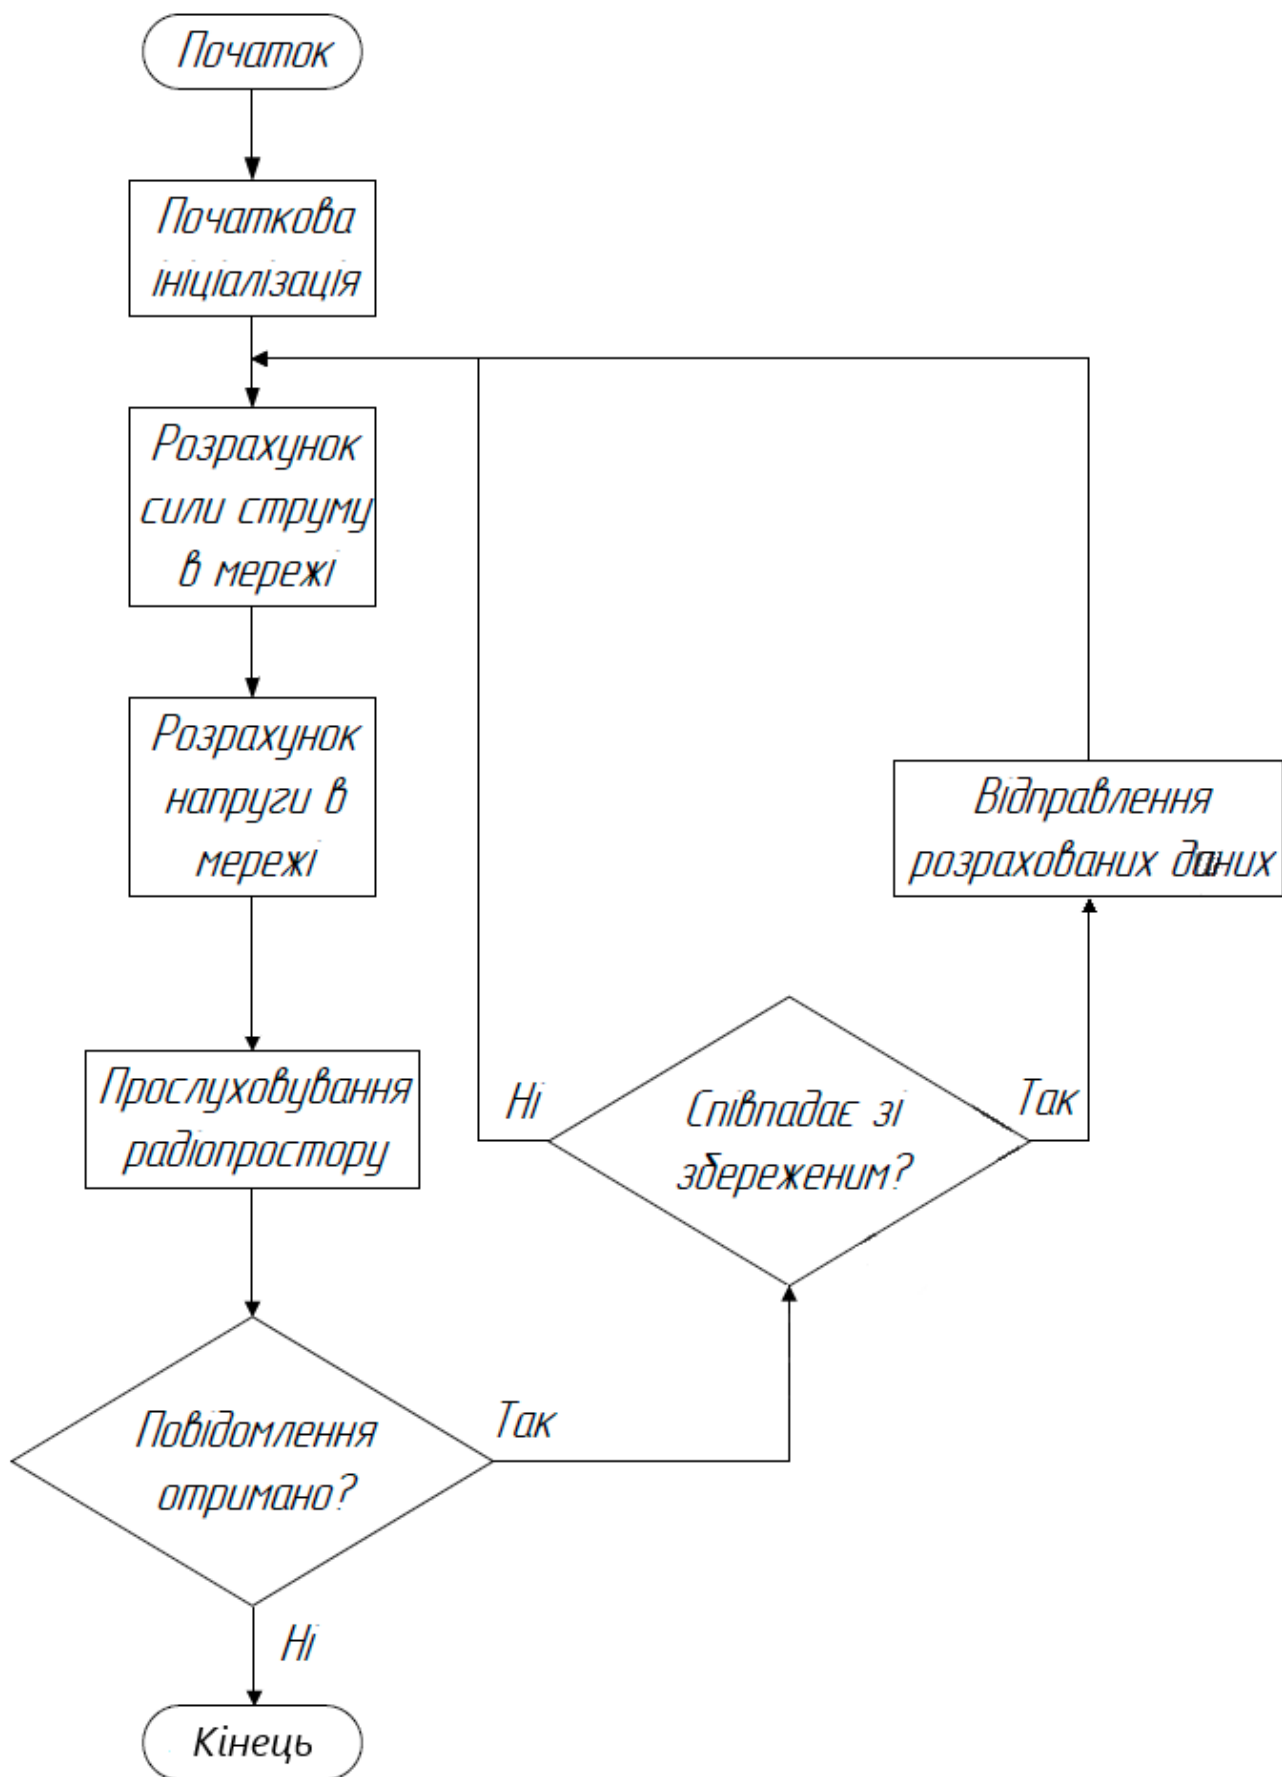 Початок
Початкова
ініціалізація
Розрахунок
сили струму
в мережі
Розрахунок
напруги в
мережі
Відправлення
розрахованих даних
Прослуховування
радіопростору
Ні
Співпадає зі
збереженим?
Так
Повідомлення
отримано?
Так
Ні
Кінець